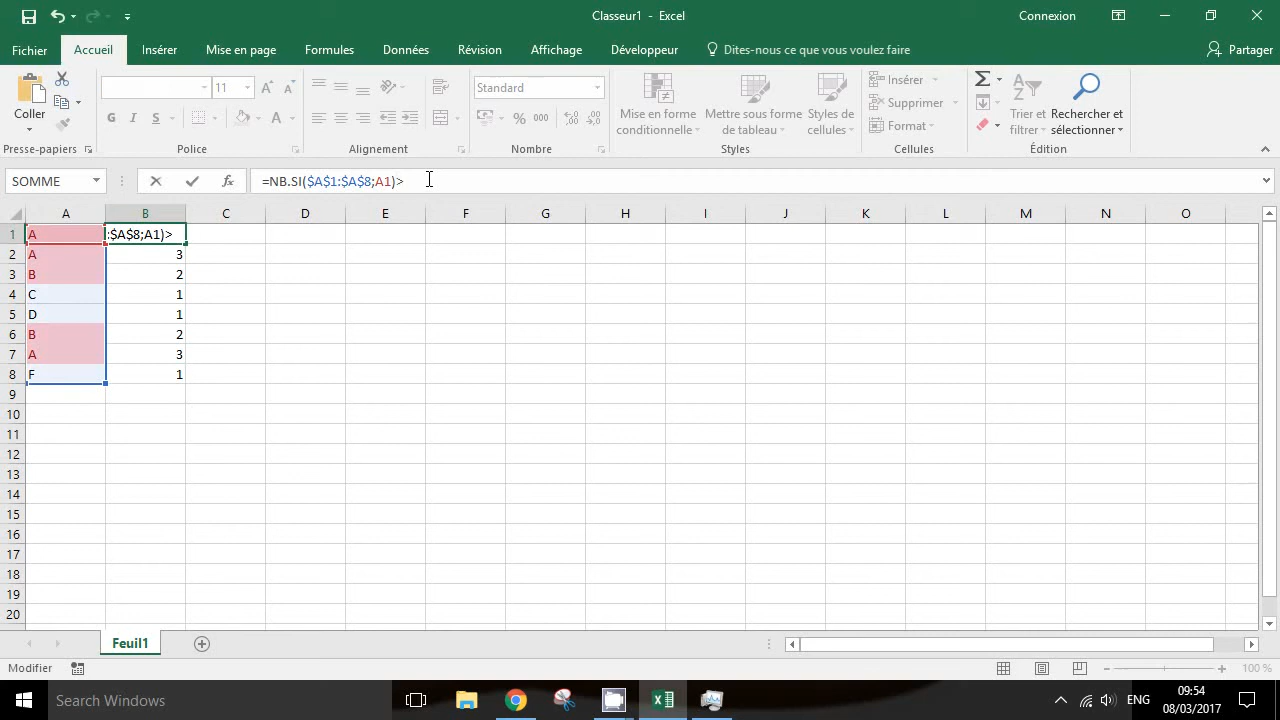 Classeur1 - Excel
Connexion
Fichier Accueil Insérer Mise en page Formules Données Révision Affichage Développeur Dites-nous ce que vous voulez faire Partager
Coller
Presse-papiers
11
G I S A
Police
Alignement
Standard
% 000
Nombre
Mise en forme conditionnelle
Mettre sous forme de tableau
Styles de cellules
Styles
Insérer
Supprimer
Format
Cellules
Trier et filtrer
Rechercher et sélectionner
Édition
SOMME fx =NB.SI($A$1:$A$8;A1)>
A B C D E F G H I J K L M N O
1 A :$A$8;A1)>
2 A 3
3 B 2
4 C 1
5 D 1
6 B 2
7 A 3
8 F 1
9
10
11
12
13
14
15
16
17
18
19
20
Feuil1
Modifier 100 %
Search Windows ENG 09:54
08/03/2017